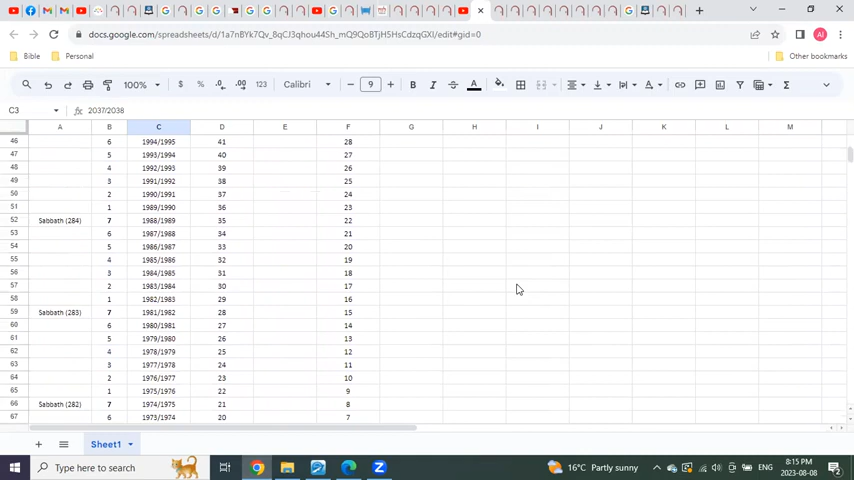 docs.google.com/spreadsheets/d/1a7nBYk7Qv_8qCJ3qhou44Sh_mQ9QoBTjH5HsCdzsGXI/edit#gid=0
Bible Personal Other bookmarks
100% $ % .0 .00 123 Calibri 9 B I A
C3 2037/2038
A B C D E F G H I J K L M
46 6 1994/1995 41 28
47 5 1993/1994 40 27
48 4 1992/1993 39 26
49 3 1991/1992 38 25
50 2 1990/1991 37 24
51 1 1989/1990 36 23
52 Sabbath (284) 7 1988/1989 35 22
53 6 1987/1988 34 21
54 5 1986/1987 33 20
55 4 1985/1986 32 19
56 3 1984/1985 31 18
57 2 1983/1984 30 17
58 1 1982/1983 29 16
59 Sabbath (283) 7 1981/1982 28 15
60 6 1980/1981 27 14
61 5 1979/1980 26 13
62 4 1978/1979 25 12
63 3 1977/1978 24 11
64 2 1976/1977 23 10
65 1 1975/1976 22 9
66 Sabbath (282) 7 1974/1975 21 8
67 6 1973/1974 20 7
Sheet1
Type here to search
16°C Partly sunny ENG 8:15 PM
2023-08-08